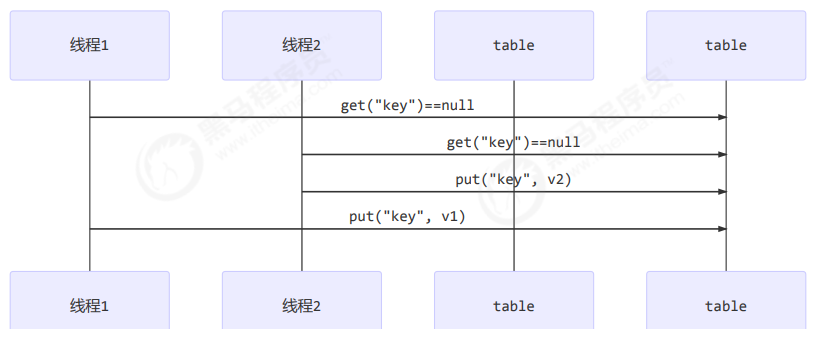 线程1
线程2
table
table
get("key")==null
get("key")==null
put("key", v2)
put("key", v1)
线程1
线程2
table
table
黑马程序员
www.itheima.com
黑马程序员
www.itheima.com